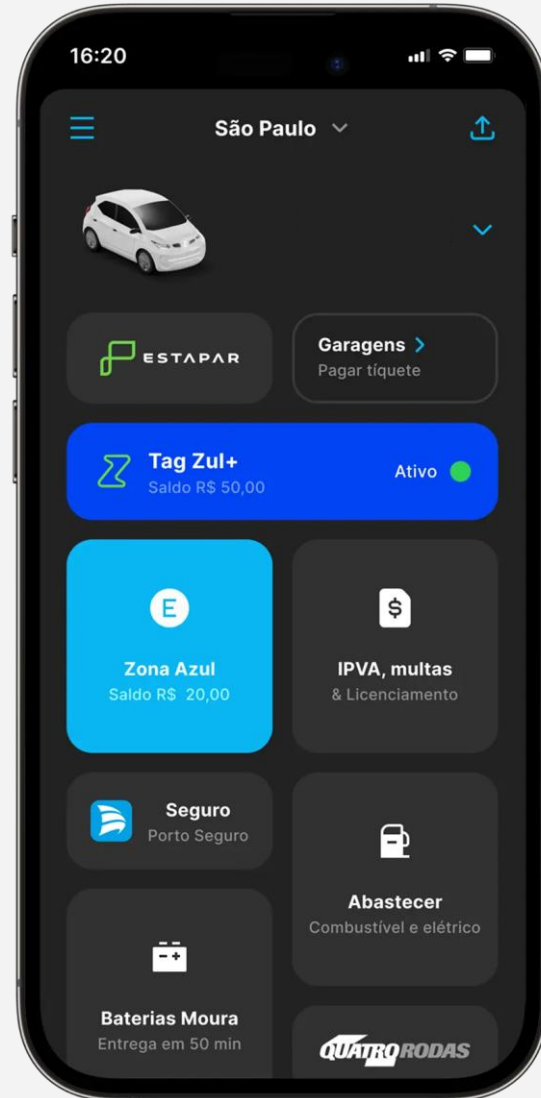 16:20
São Paulo
ESTAPAR
Garagens
Pagar tíquete
Tag Zul+
Saldo R$ 50,00
Ativo
E
Zona Azul
Saldo R$ 20,00
$
IPVA, multas
& Licenciamento
Seguro
Porto Seguro
Abastecer
Combustível e elétrico
Baterias Moura
Entrega em 50 min
QUATRO RODAS